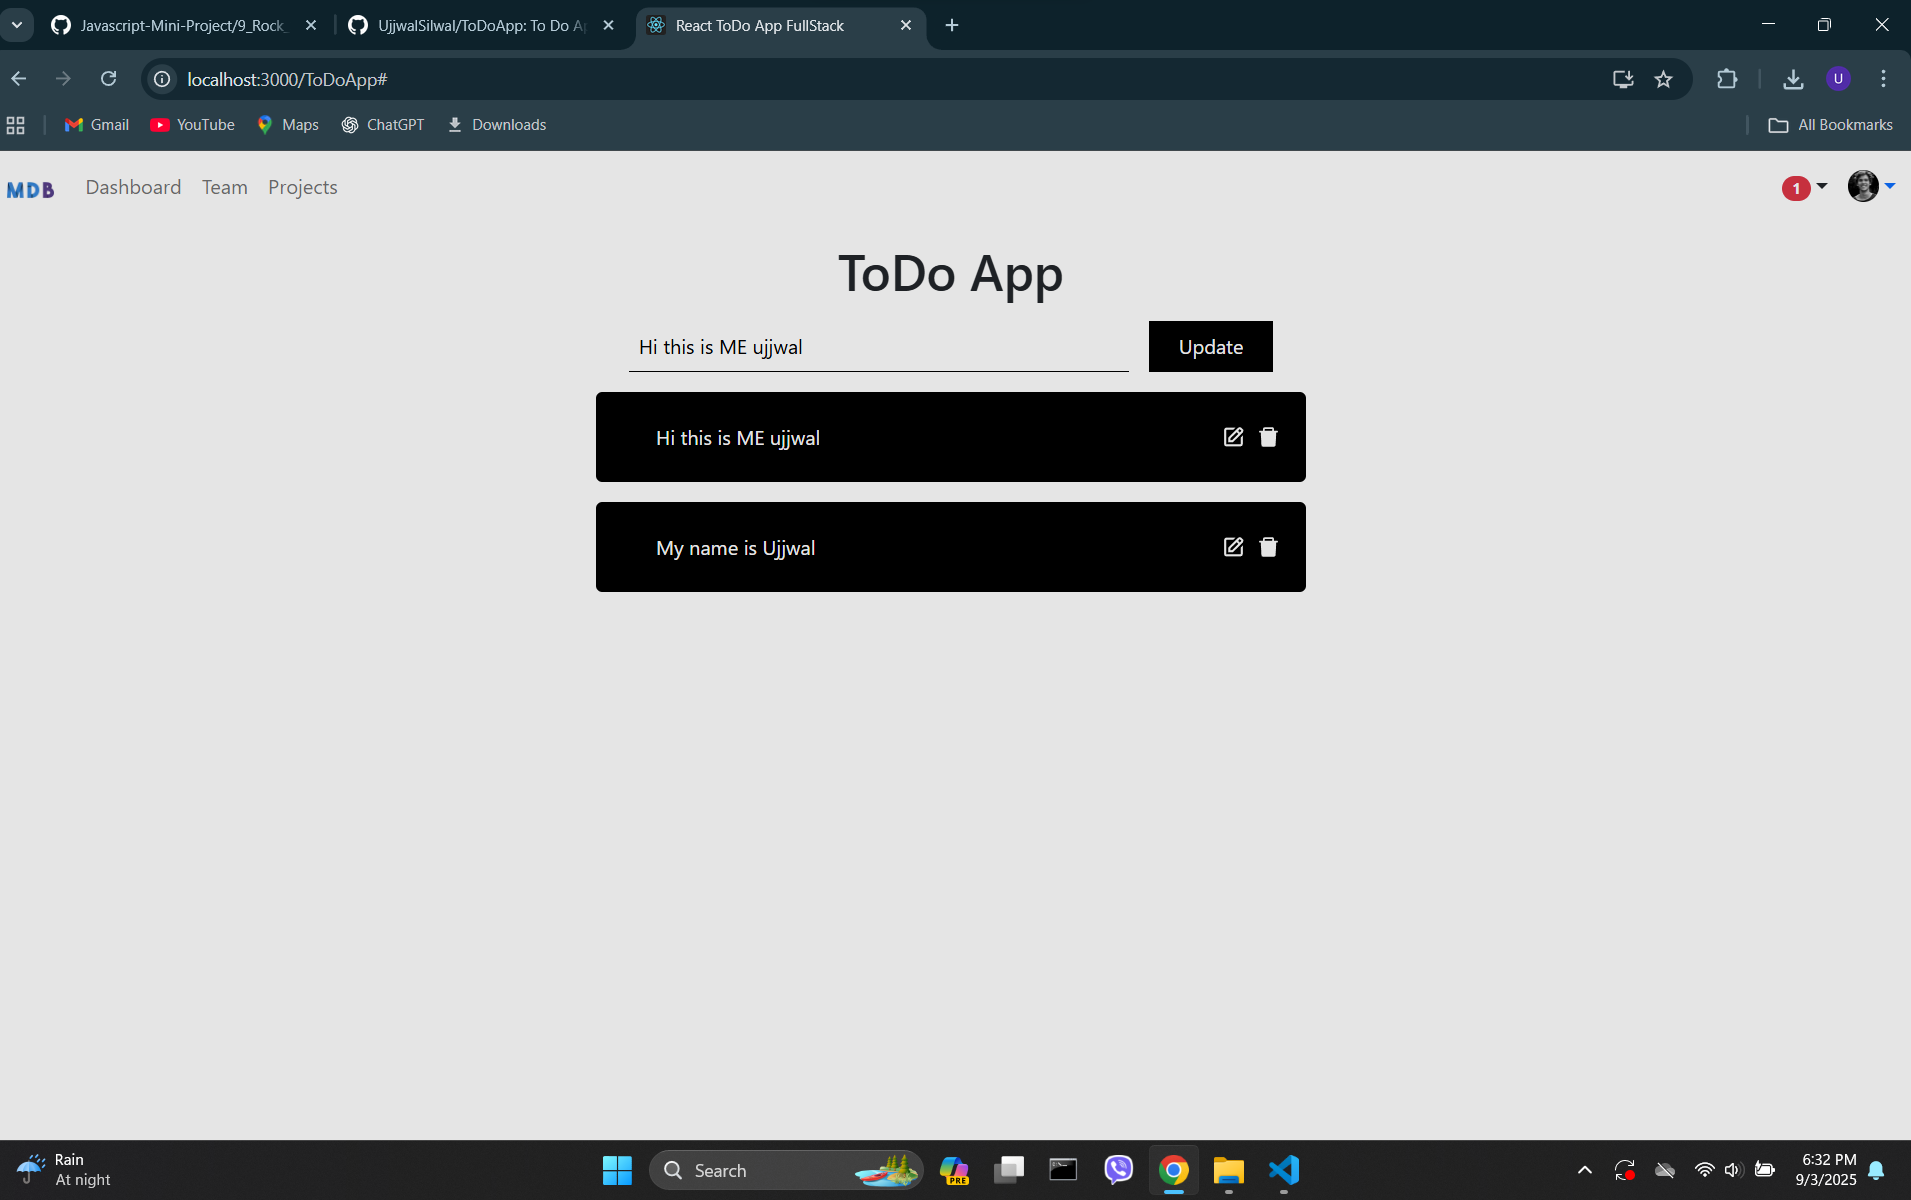 Javascript-Mini-Project/9_Rock_
UjjwalSilwal/ToDoApp: To Do A
React ToDo App FullStack
localhost:3000/ToDoApp#
U
Gmail
YouTube
Maps
ChatGPT
Downloads
All Bookmarks
MDB
Dashboard
Team
Projects
1
ToDo App
Hi this is ME ujjwal
Update
Hi this is ME ujjwal
My name is Ujjwal
Rain
At night
Search
PRE
6:32 PM
9/3/2025